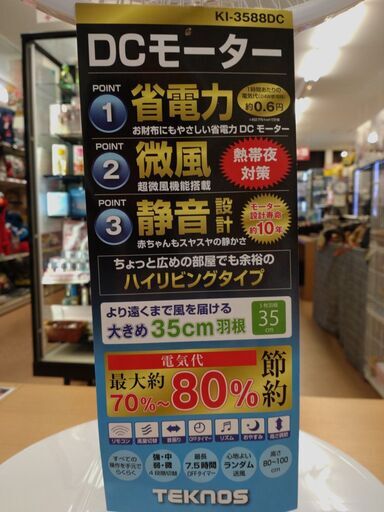 KI-3588DC
DCモーター
POINT
1
省電力
1時間あたりの
約0.6円
お財布にもやさしい省電力DCモーター
POINT
2
微風
超微風機能搭載
熱帯夜
対策
POINT
3
静音設計
赤ちゃんもスヤスヤの静かさ
モーター
設計寿命
約10年
ちょっと広めの部屋でも余裕の
ハイリビングタイプ
より遠くまで風を届ける
大きめ35cm羽根
35
cm
電気代
最大約
70%~80%節約
リモコン
風量切替
首振り
OFFタイマー
リズム
おやすみ
高さ調節
すべての
操作を手元で
らくらく
強・中
弱・微
4段階切替
最長
7.5時間
OFFタイマー
心地よい
ランダム
送風
高さ
80~100
cm
TEKNOS